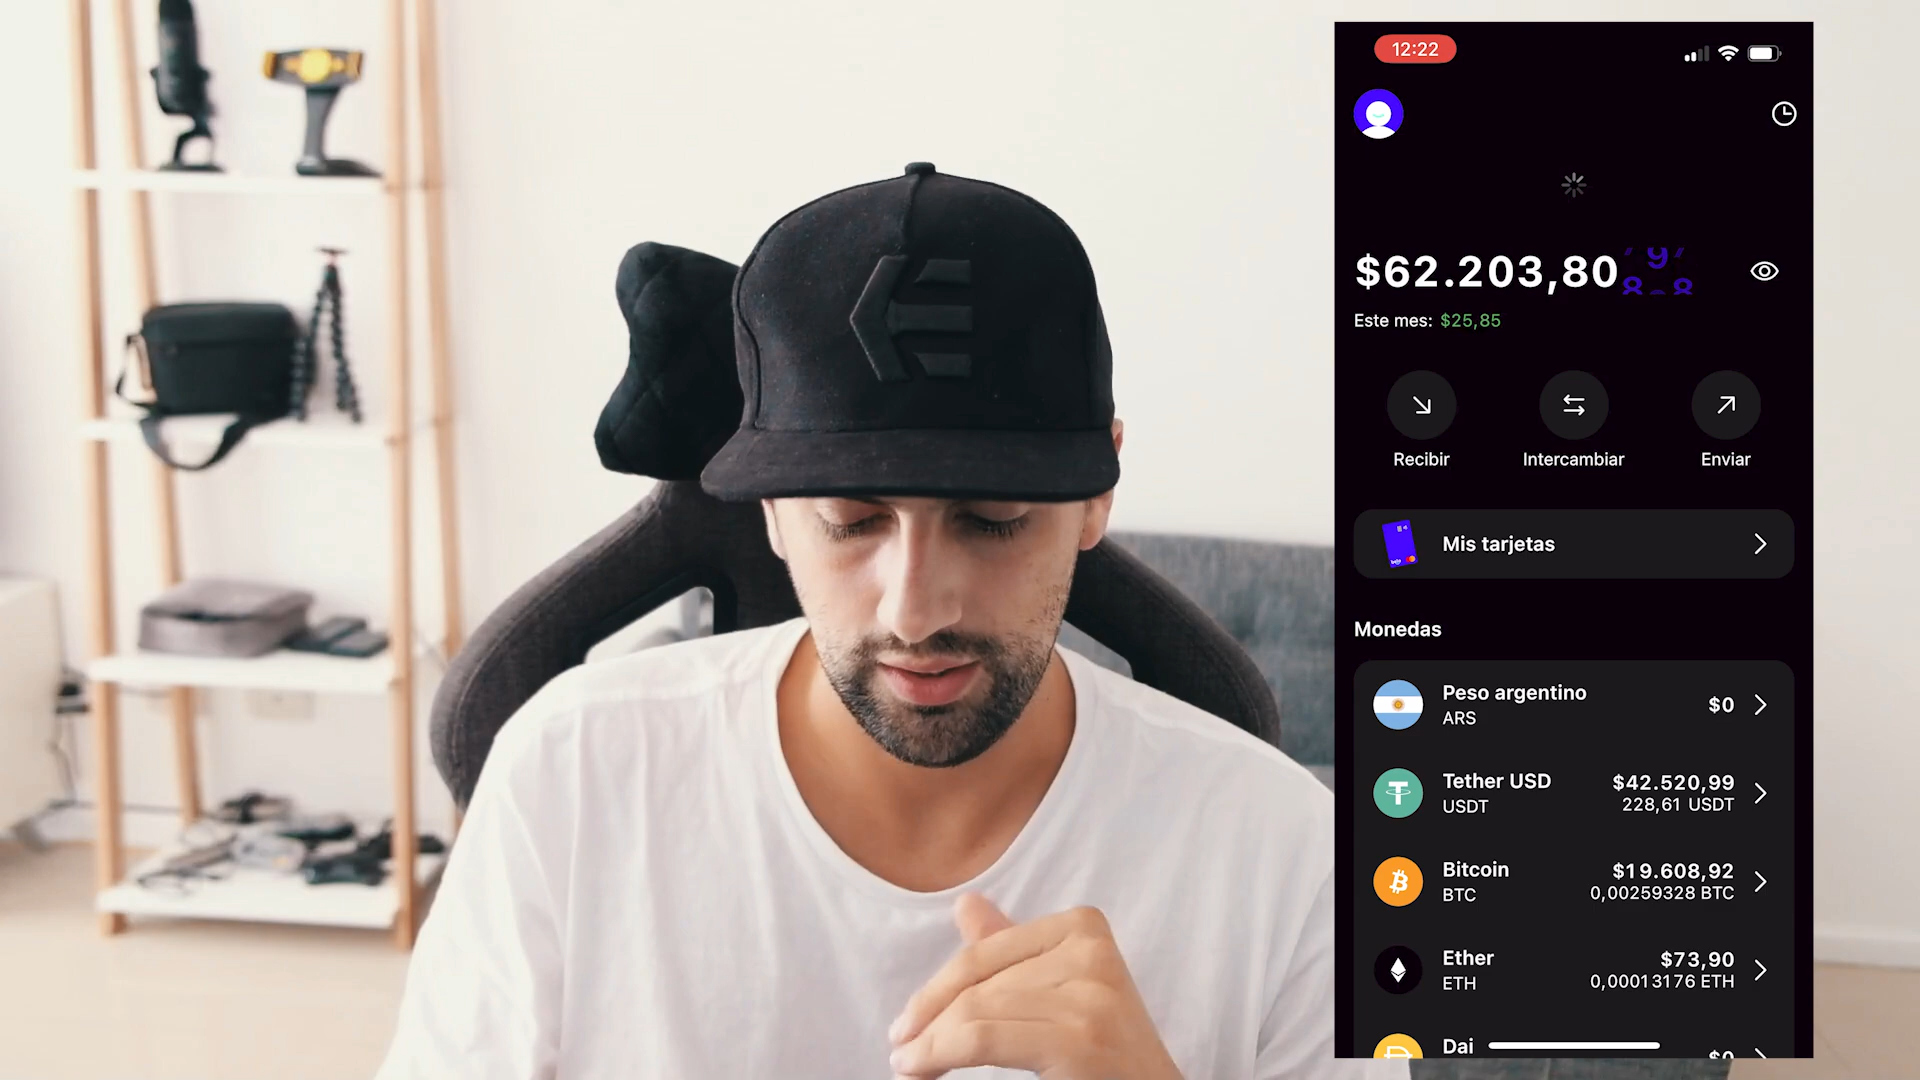 12:22
$62.203,80
Este mes: $25,85
Recibir
Intercambiar
Enviar
Mis tarjetas
Monedas
Peso argentino
ARS
$0
Tether USD
USDT
$42.520,99
228,61 USDT
Bitcoin
BTC
$19.608,92
0,00259328 BTC
Ether
ETH
$73,90
0,00013176 ETH
Dai